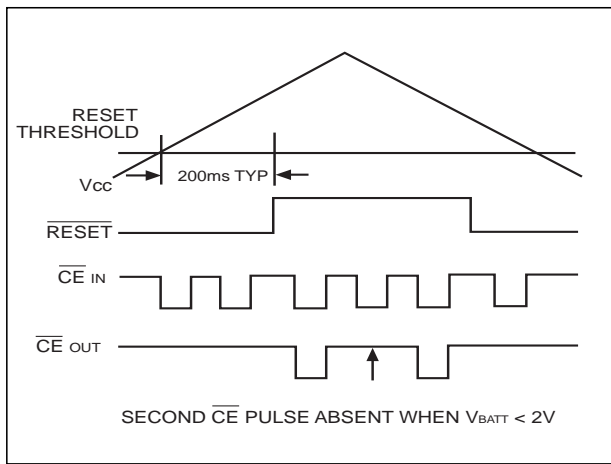 RESET
THRESHOLD
Vcc
200ms TYP
RESET
CE IN
CE OUT
SECOND CE PULSE ABSENT WHEN VBATT < 2V